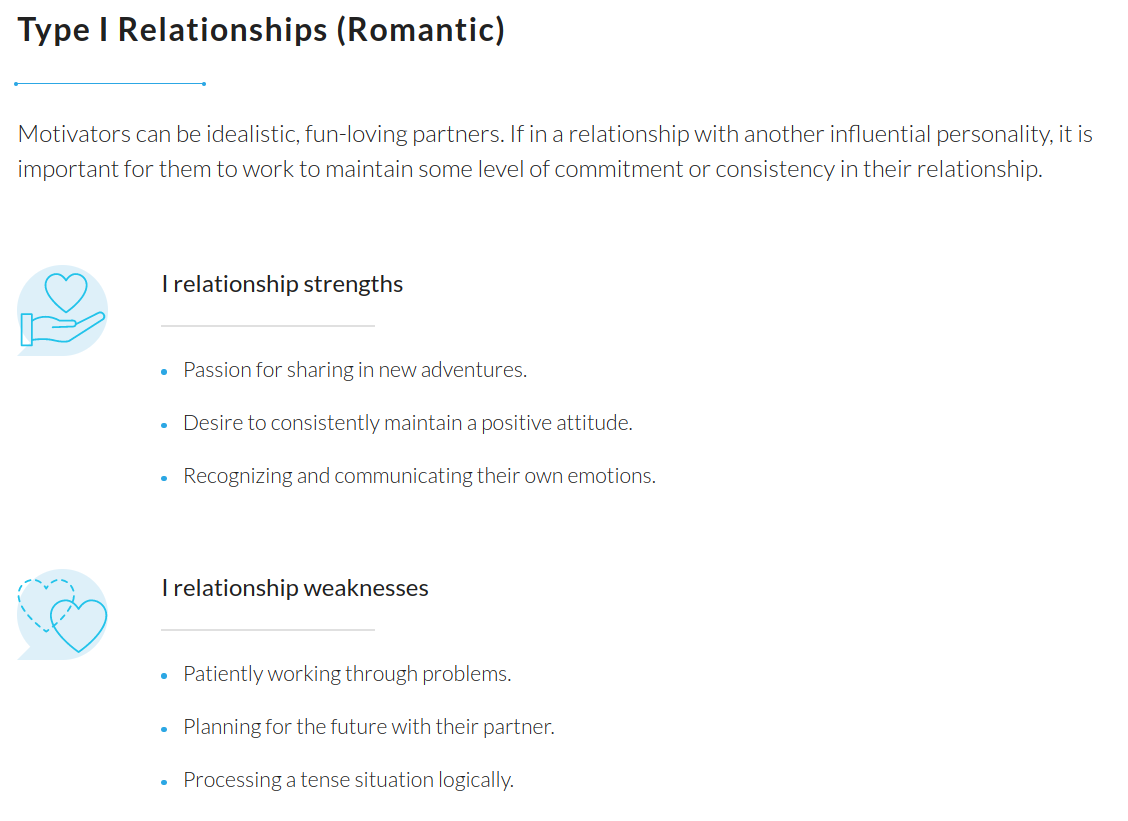 Type I Relationships (Romantic)
Motivators can be idealistic, fun-loving partners. If in a relationship with another influential personality, it is
important for them to work to maintain some level of commitment or consistency in their relationship.
I relationship strengths
Passion for sharing in new adventures.
Desire to consistently maintain a positive attitude.
Recognizing and communicating their own emotions.
I relationship weaknesses
Patiently working through problems.
Planning for the future with their partner.
Processing a tense situation logically.